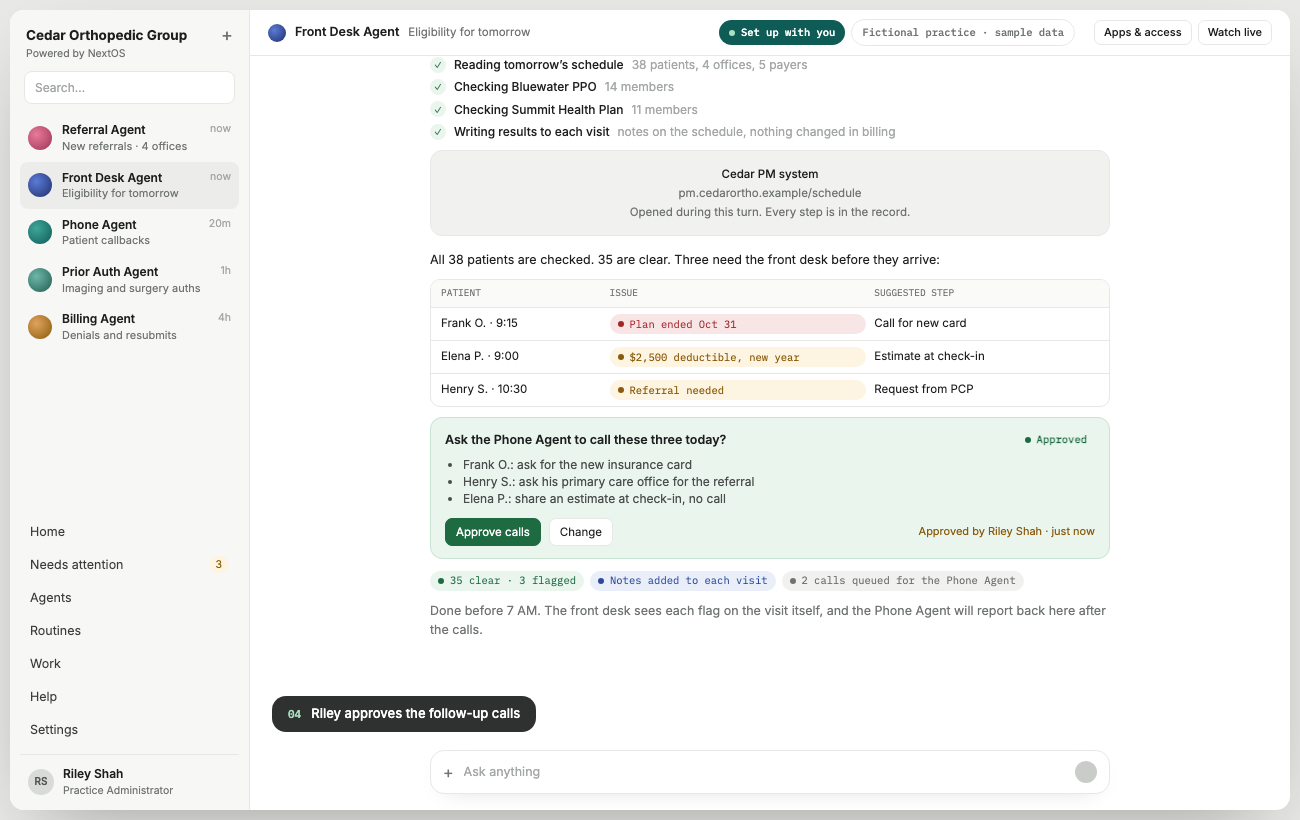 Cedar Orthopedic Group
+
Powered by NextOS
Search...
Referral Agent
now
New referrals · 4 offices
Front Desk Agent
now
Eligibility for tomorrow
Phone Agent
20m
Patient callbacks
Prior Auth Agent
1h
Imaging and surgery auths
Billing Agent
4h
Denials and resubmits
Home
Needs attention
3
Agents
Routines
Work
Help
Settings
RS
Riley Shah
Practice Administrator
Front Desk Agent Eligibility for tomorrow
Set up with you
Fictional practice · sample data
Apps & access
Watch live
Reading tomorrow’s schedule 38 patients, 4 offices, 5 payers
Checking Bluewater PPO 14 members
Checking Summit Health Plan 11 members
Writing results to each visit notes on the schedule, nothing changed in billing
Cedar PM system
pm.cedarortho.example/schedule
Opened during this turn. Every step is in the record.
All 38 patients are checked. 35 are clear. Three need the front desk before they arrive:
PATIENT ISSUE SUGGESTED STEP
Frank O. · 9:15 Plan ended Oct 31 Call for new card
Elena P. · 9:00 $2,500 deductible, new year Estimate at check-in
Henry S. · 10:30 Referral needed Request from PCP
Ask the Phone Agent to call these three today?
Approved
• Frank O.: ask for the new insurance card
• Henry S.: ask his primary care office for the referral
• Elena P.: share an estimate at check-in, no call
Approve calls
Change
Approved by Riley Shah · just now
35 clear · 3 flagged
Notes added to each visit
2 calls queued for the Phone Agent
Done before 7 AM. The front desk sees each flag on the visit itself, and the Phone Agent will report back here after
the calls.
04 Riley approves the follow-up calls
+ Ask anything